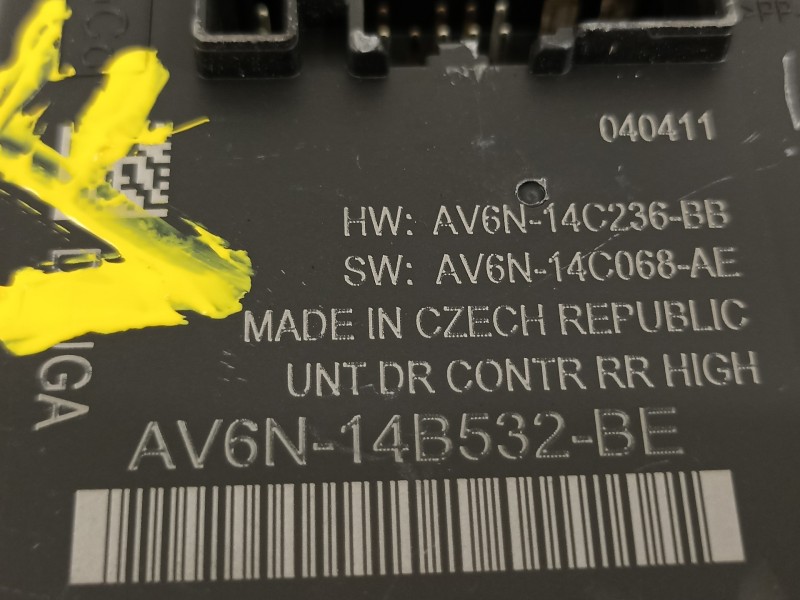 040411
HW: AV6N-14C236-BB
SW: AV6N-14C068-AE
MADE IN CZECH REPUBLIC
UNT DR CONTR RR HIGH
AV6N-14B532-BE